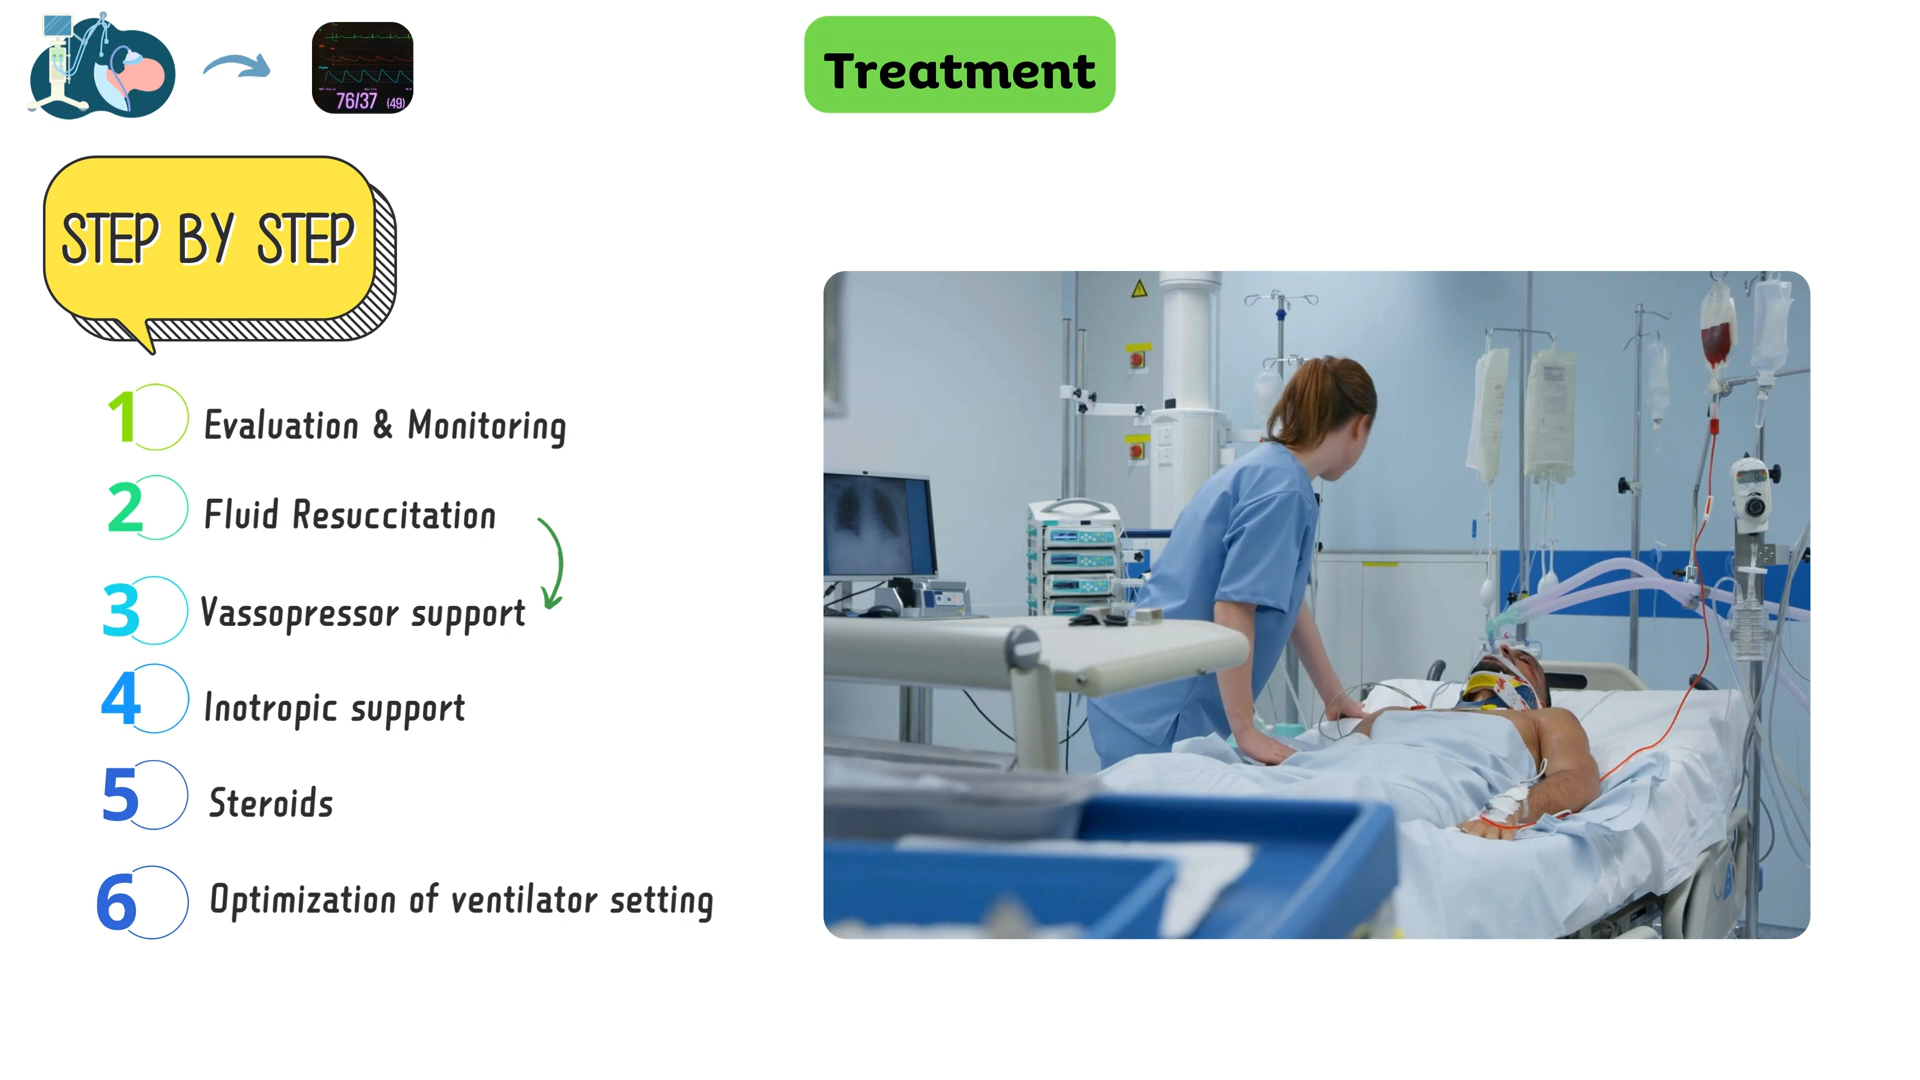 Treatment
76/37 (49)
STEP BY STEP
1 Evaluation & Monitoring
2 Fluid Resuccitation
3 Vassopressor support
4 Inotropic support
5 Steroids
6 Optimization of ventilator setting